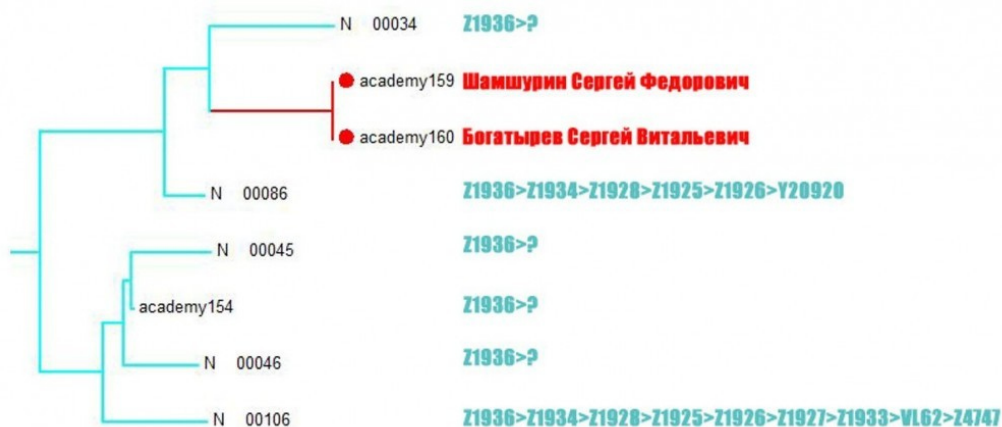 N 00034 Z1936>?
academy159 Шамшурин Сергей Федорович
academy160 Богатырев Сергей Витальевич
N 00086 Z1936>Z1934>Z1928>Z1925>Z1926>Y20920
N 00045 Z1936>?
academy154 Z1936>?
N 00046 Z1936>?
N 00106 Z1936>Z1934>Z1928>Z1925>Z1926>Z1927>Z1933>VL62>Z4747